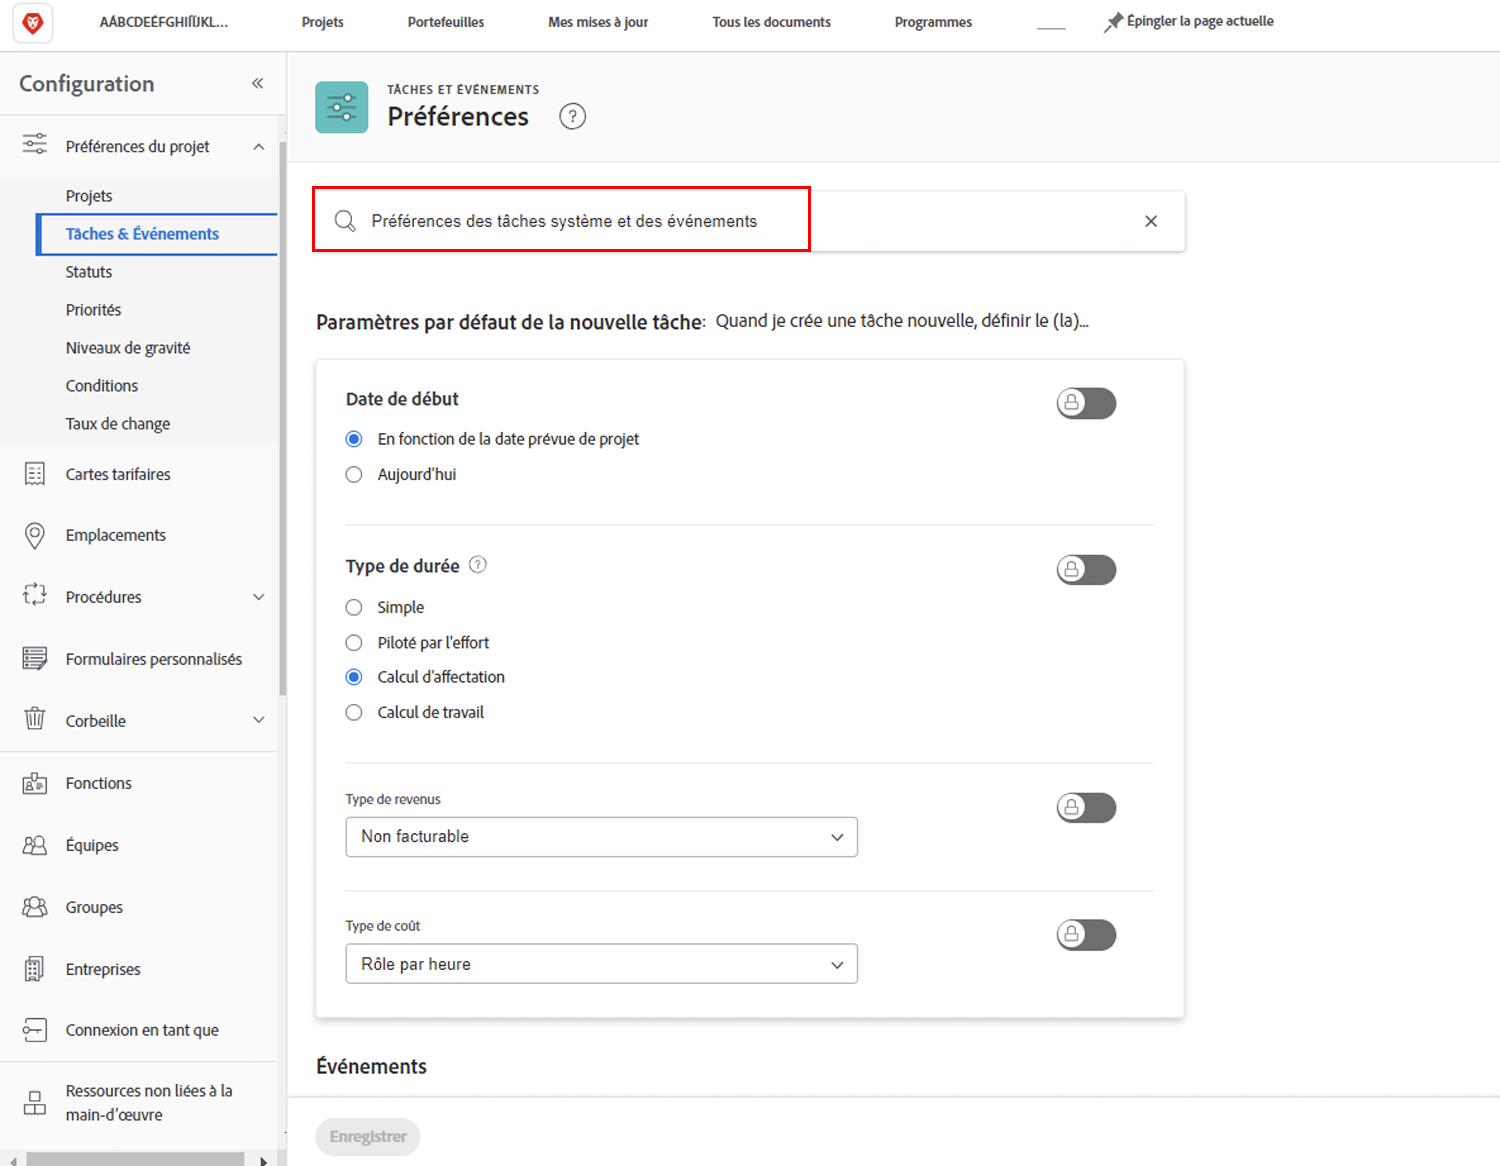 AÁBCDEÉFGHIÍÏJKL...
Projets
Portefeuilles
Mes mises à jour
Tous les documents
Programmes
Épingler la page actuelle
Configuration
TÂCHES ET ÉVÉNEMENTS
Préférences
Préférences du projet
Projets
Tâches & Événements
Statuts
Priorités
Niveaux de gravité
Conditions
Taux de change
Cartes tarifaires
Emplacements
Procédures
Formulaires personnalisés
Corbeille
Fonctions
Équipes
Groupes
Entreprises
Connexion en tant que
Ressources non liées à la
main-d'œuvre
Préférences des tâches système et des événements
Paramètres par défaut de la nouvelle tâche: Quand je crée une tâche nouvelle, définir le (la)...
Date de début
En fonction de la date prévue de projet
Aujourd'hui
Type de durée
Simple
Piloté par l'effort
Calcul d'affectation
Calcul de travail
Type de revenus
Non facturable
Type de coût
Rôle par heure
Événements
Enregistrer